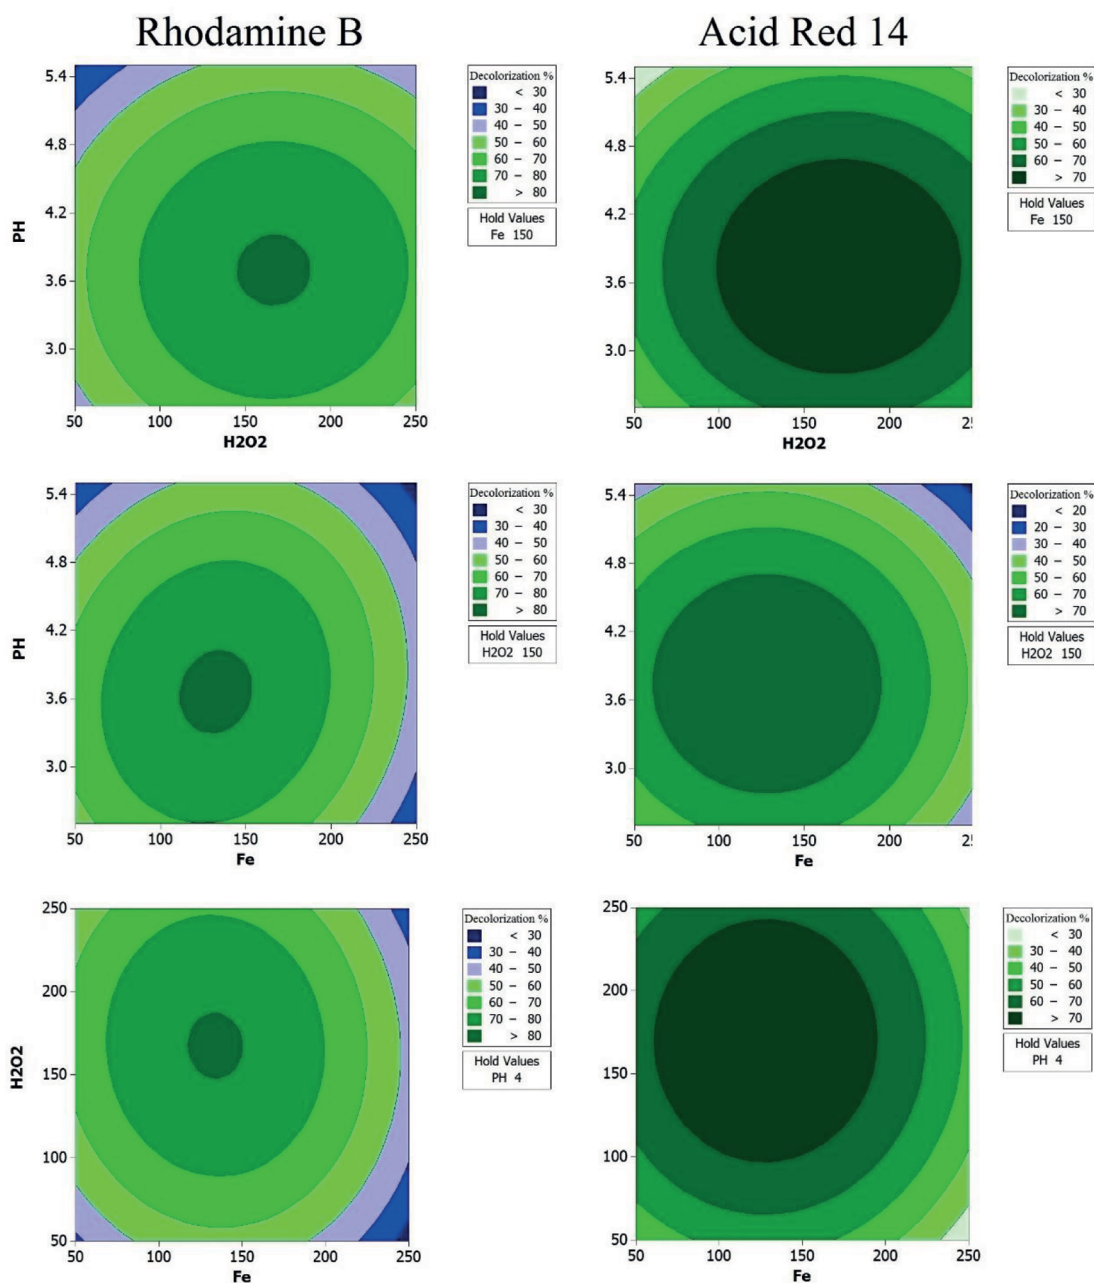 Rhodamine B
Acid Red 14
5.4
4.8
4.2
3.6
3.0
PH
50 100 150 200 250
H2O2
Decolorization %
< 30
30 – 40
40 – 50
50 – 60
60 – 70
70 – 80
> 80
Hold Values
Fe 150
5.4
4.8
4.2
3.6
3.0
50 100 150 200 25
H2O2
Decolorization %
< 30
30 – 40
40 – 50
50 – 60
60 – 70
> 70
Hold Values
Fe 150
5.4
4.8
4.2
3.6
3.0
PH
50 100 150 200 250
Fe
Decolorization %
< 30
30 – 40
40 – 50
50 – 60
60 – 70
70 – 80
> 80
Hold Values
H2O2 150
5.4
4.8
4.2
3.6
3.0
50 100 150 200 250
Fe
Decolorization %
< 20
20 – 30
30 – 40
40 – 50
50 – 60
60 – 70
> 70
Hold Values
H2O2 150
250
200
150
100
50
H2O2
50 100 150 200 250
Fe
Decolorization %
< 30
30 – 40
40 – 50
50 – 60
60 – 70
70 – 80
> 80
Hold Values
PH 4
250
200
150
100
50
50 100 150 200 250
Fe
Decolorization %
< 30
30 – 40
40 – 50
50 – 60
60 – 70
> 70
Hold Values
PH 4